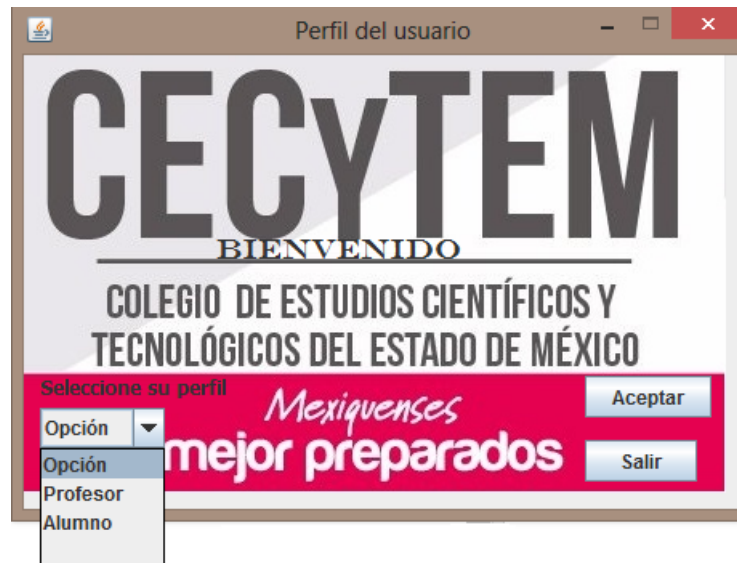 Perfil del usuario
CECyTEM
BIENVENIDO
COLEGIO DE ESTUDIOS CIENTÍFICOS Y
TECNOLÓGICOS DEL ESTADO DE MÉXICO
Seleccione su perfil
Mexiquenses
mejor preparados
Aceptar
Salir
Opción
Opción
Profesor
Alumno